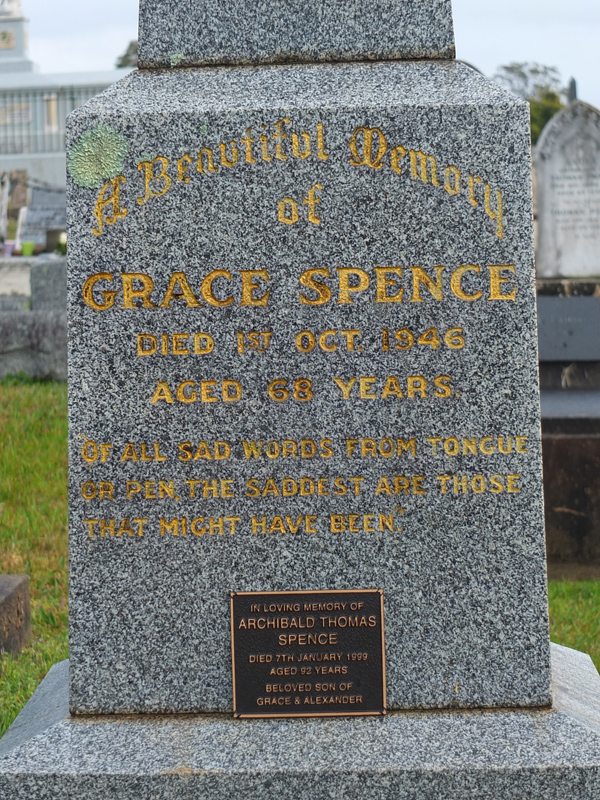 A Beautiful Memory
of
GRACE SPENCE
DIED 1ST OCT. 1946
AGED 68 YEARS.
"OF ALL SAD WORDS FROM TONGUE
OR PEN, THE SADDEST ARE THOSE
THAT MIGHT HAVE BEEN."
IN LOVING MEMORY OF
ARCHIBALD THOMAS
SPENCE
DIED 7TH JANUARY 1999
AGED 92 YEARS
BELOVED SON OF
GRACE & ALEXANDER